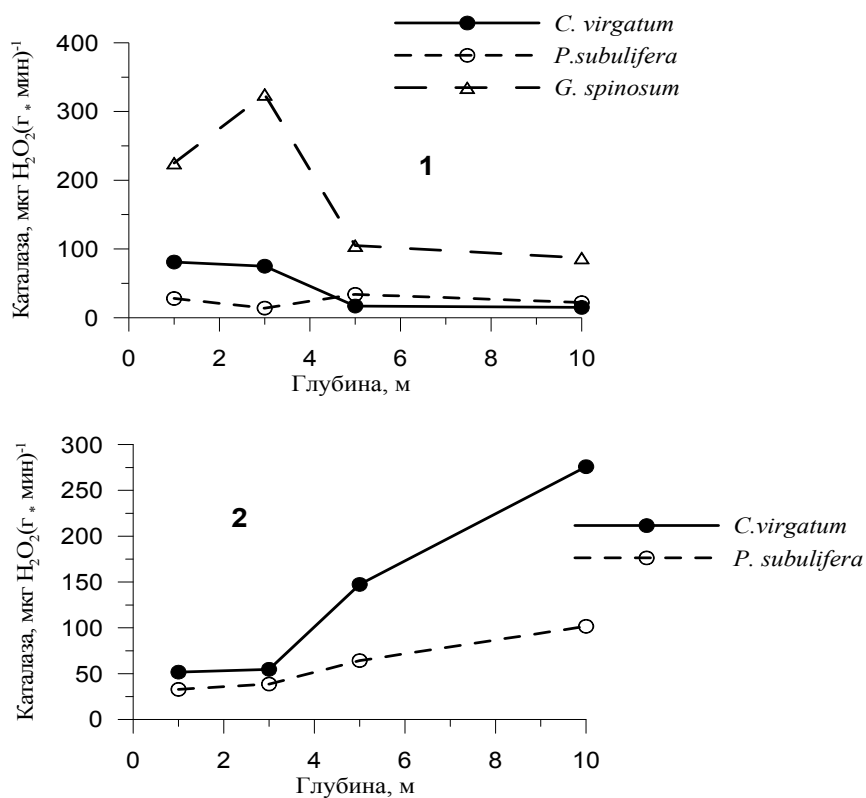 C. virgatum
P.subulifera
G. spinosum
400
300
200
100
0
Каталаза, мкг H₂O₂(г * мин)⁻¹
1
0 2 4 6 8 10
Глубина, м
300
250
200
150
100
50
0
Каталаза, мкг H₂O₂(г * мин)⁻¹
2
C.virgatum
P. subulifera
0 2 4 6 8 10
Глубина, м